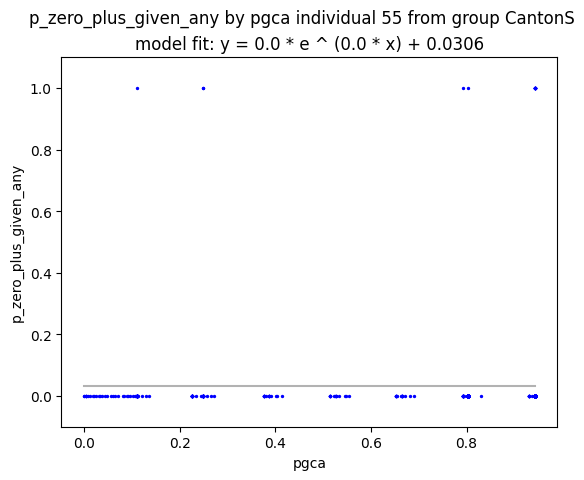 p_zero_plus_given_any by pgca individual 55 from group CantonS
model fit: y = 0.0 * e ^ (0.0 * x) + 0.0306
1.0
0.8
0.6
0.4
0.2
0.0
p_zero_plus_given_any
0.0 0.2 0.4 0.6 0.8
pgca